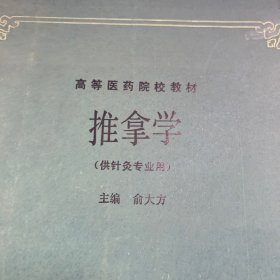 高等医药院校教材
推拿学
（供针灸专业用）
主编 俞大方